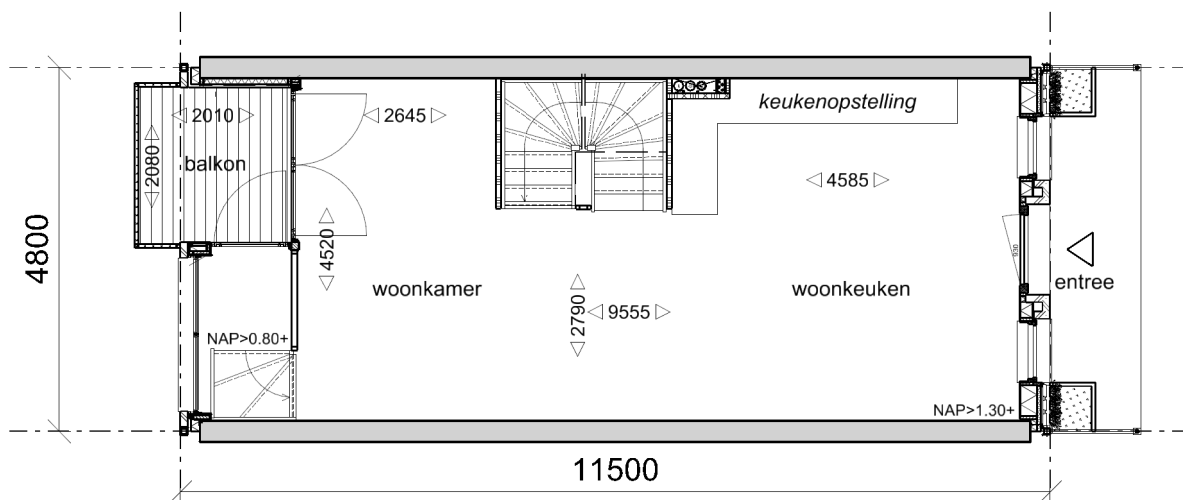 keukenopstelling
2010
2645
balkon
2080
4585
4800
4520
930
entree
woonkamer
woonkeuken
2790
9555
NAP>0.80+
NAP>1.30+
11500